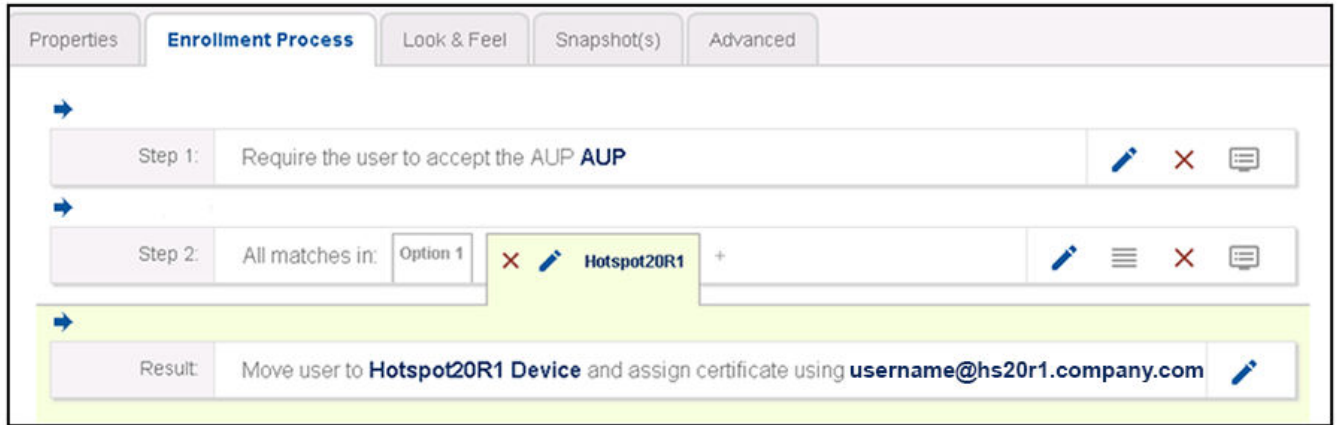 Properties Enrollment Process Look & Feel Snapshot(s) Advanced
Step 1: Require the user to accept the AUP AUP
Step 2: All matches in: Option 1 Hotspot20R1 +
Result: Move user to Hotspot20R1 Device and assign certificate using username@hs20r1.company.com